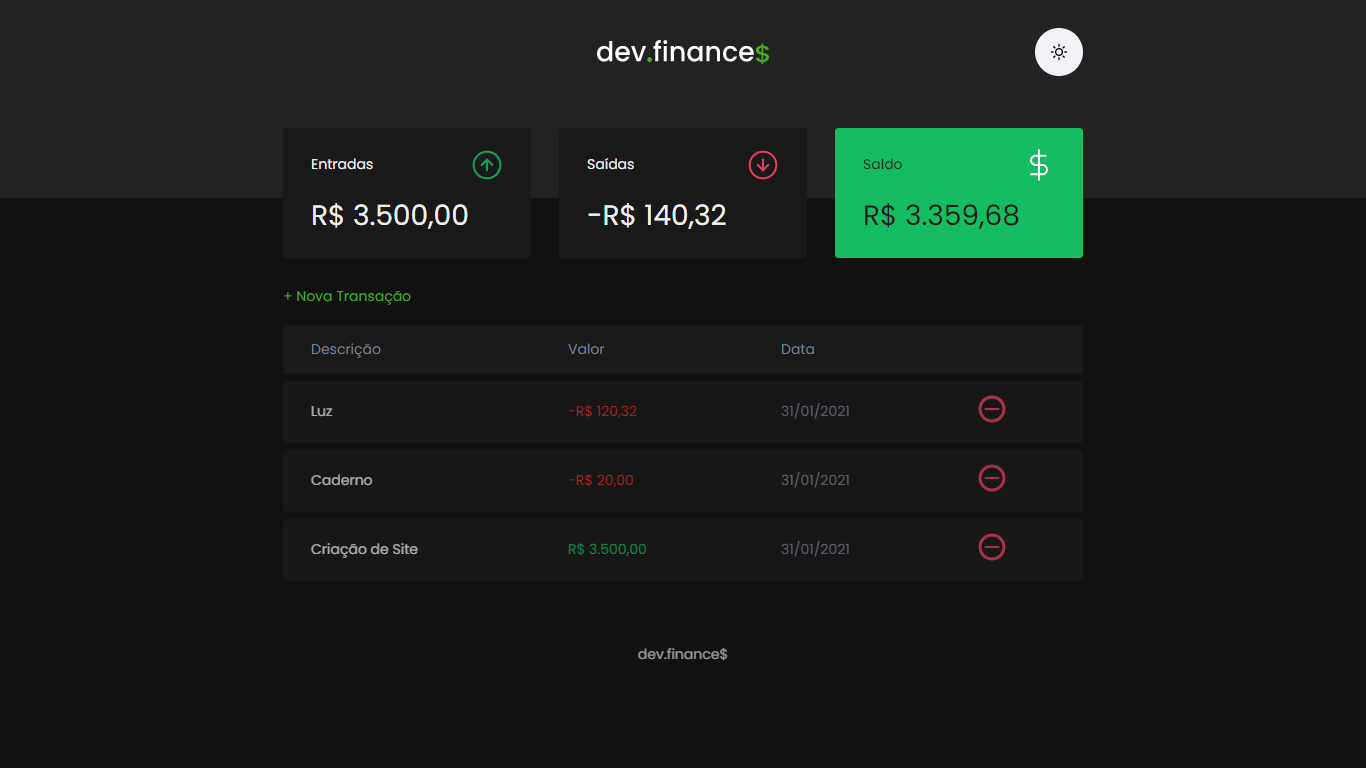 dev.finance$
Entradas
R$ 3.500,00
Saídas
-R$ 140,32
Saldo
R$ 3.359,68
+ Nova Transação
Descrição Valor Data
Luz -R$ 120,32 31/01/2021
Caderno -R$ 20,00 31/01/2021
Criação de Site R$ 3.500,00 31/01/2021
dev.finance$